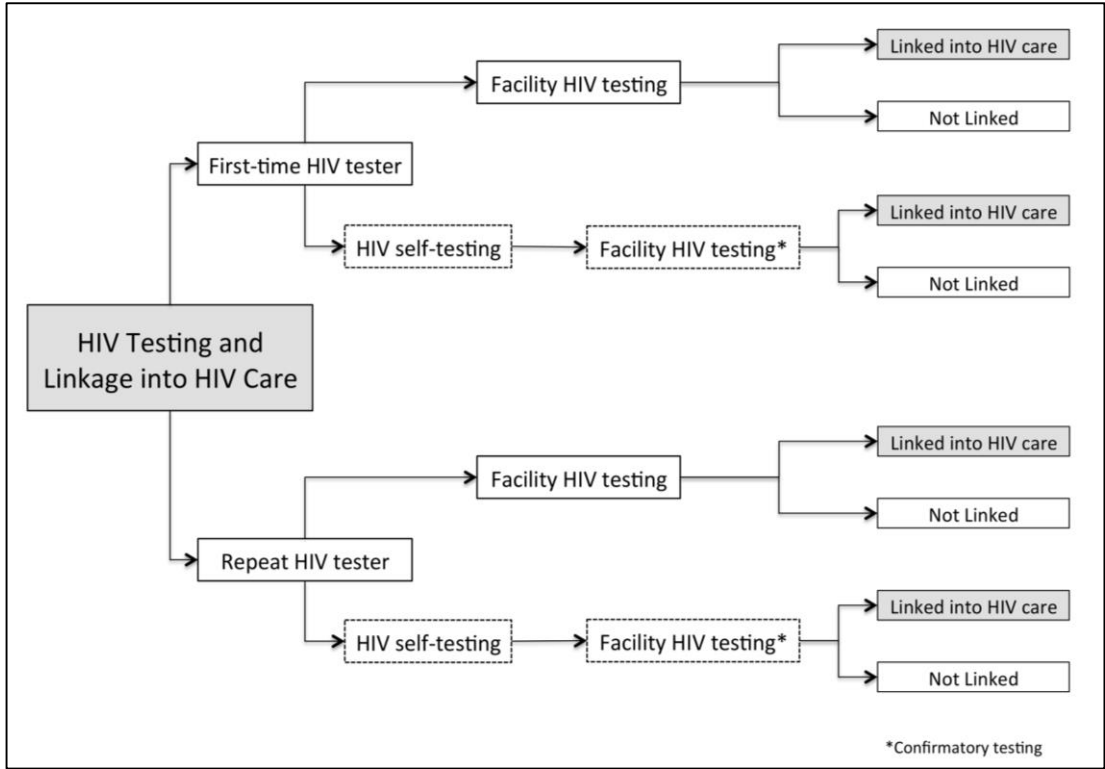 Linked into HIV care
Facility HIV testing
Not Linked
First-time HIV tester
Linked into HIV care
HIV self-testing
Facility HIV testing*
Not Linked
HIV Testing and
Linkage into HIV Care
Linked into HIV care
Facility HIV testing
Not Linked
Repeat HIV tester
Linked into HIV care
HIV self-testing
Facility HIV testing*
Not Linked
*Confirmatory testing